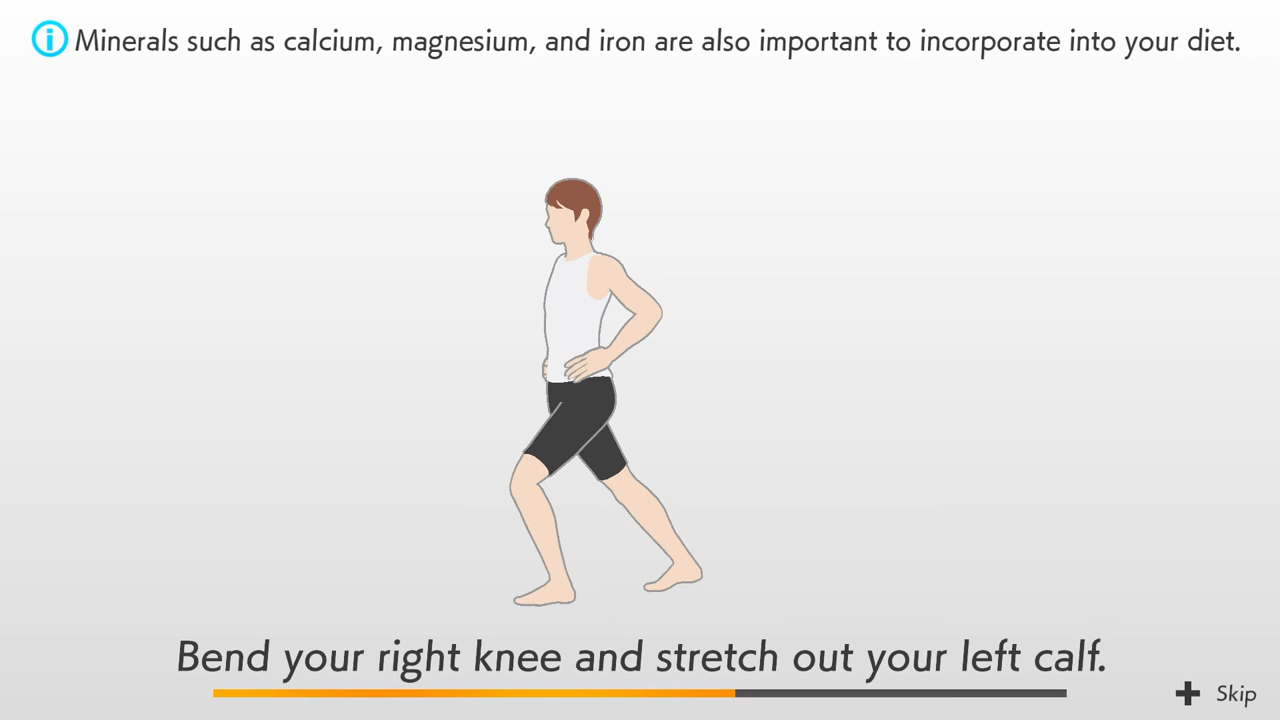 Minerals such as calcium, magnesium, and iron are also important to incorporate into your diet.
Bend your right knee and stretch out your left calf.
Skip